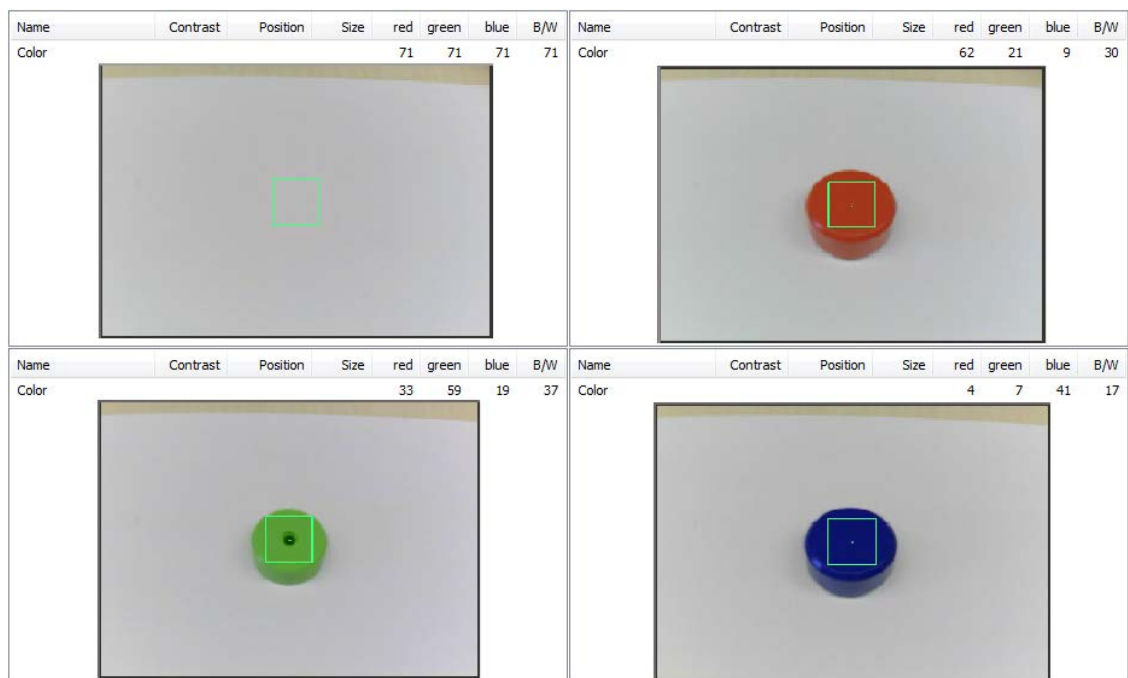 Name Contrast Position Size red green blue B/W
Color 71 71 71 71
Name Contrast Position Size red green blue B/W
Color 62 21 9 30
Name Contrast Position Size red green blue B/W
Color 33 59 19 37
Name Contrast Position Size red green blue B/W
Color 4 7 41 17